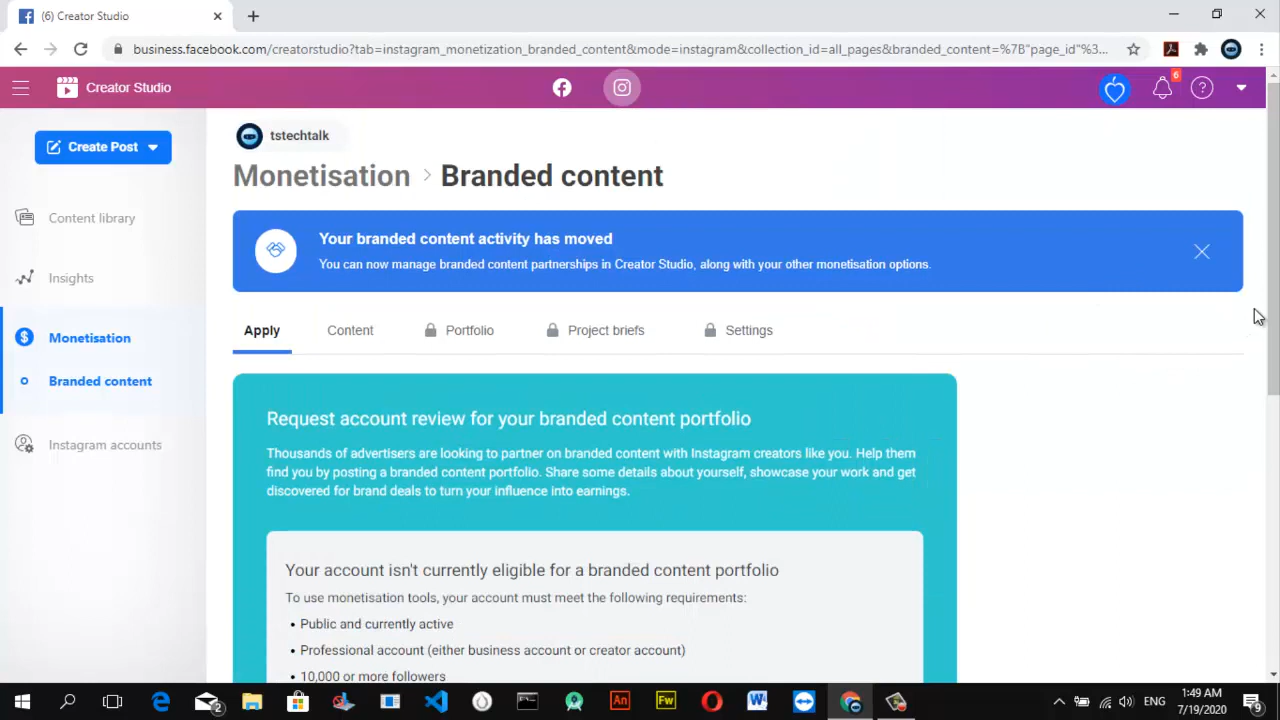 (6) Creator Studio
business.facebook.com/creatorstudio?tab=instagram_monetization_branded_content&mode=instagram&collection_id=all_pages&branded_content=%7B"page_id"%3...
Creator Studio
6
Create Post
Content library
Insights
Monetisation
Branded content
Instagram accounts
tstechtalk
Monetisation > Branded content
Your branded content activity has moved
You can now manage branded content partnerships in Creator Studio, along with your other monetisation options.
Apply Content Portfolio Project briefs Settings
Request account review for your branded content portfolio
Thousands of advertisers are looking to partner on branded content with Instagram creators like you. Help them
find you by posting a branded content portfolio. Share some details about yourself, showcase your work and get
discovered for brand deals to turn your influence into earnings.
Your account isn't currently eligible for a branded content portfolio
To use monetisation tools, your account must meet the following requirements:
• Public and currently active
• Professional account (either business account or creator account)
• 10,000 or more followers
2
An
Fw
W
ENG
1:49 AM
7/19/2020
9